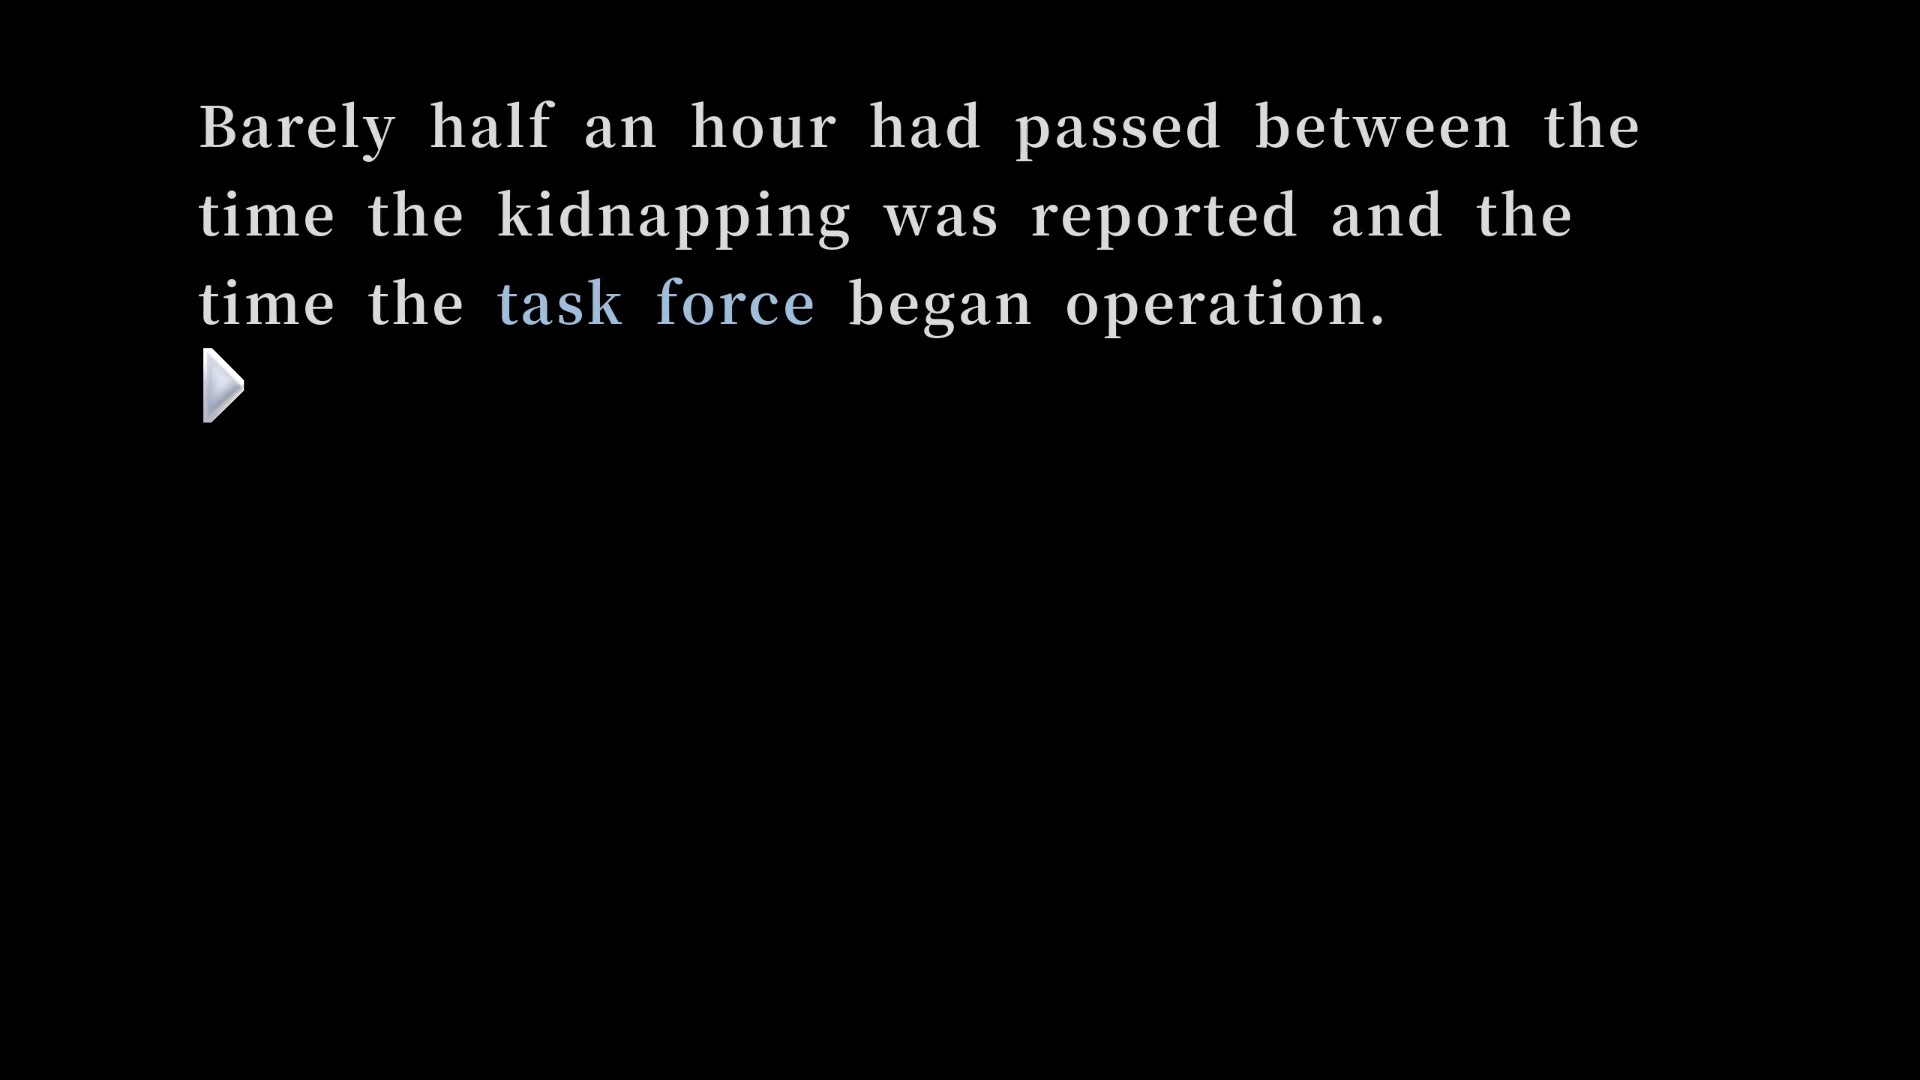 Barely half an hour had passed between the
time the kidnapping was reported and the
time the task force began operation.